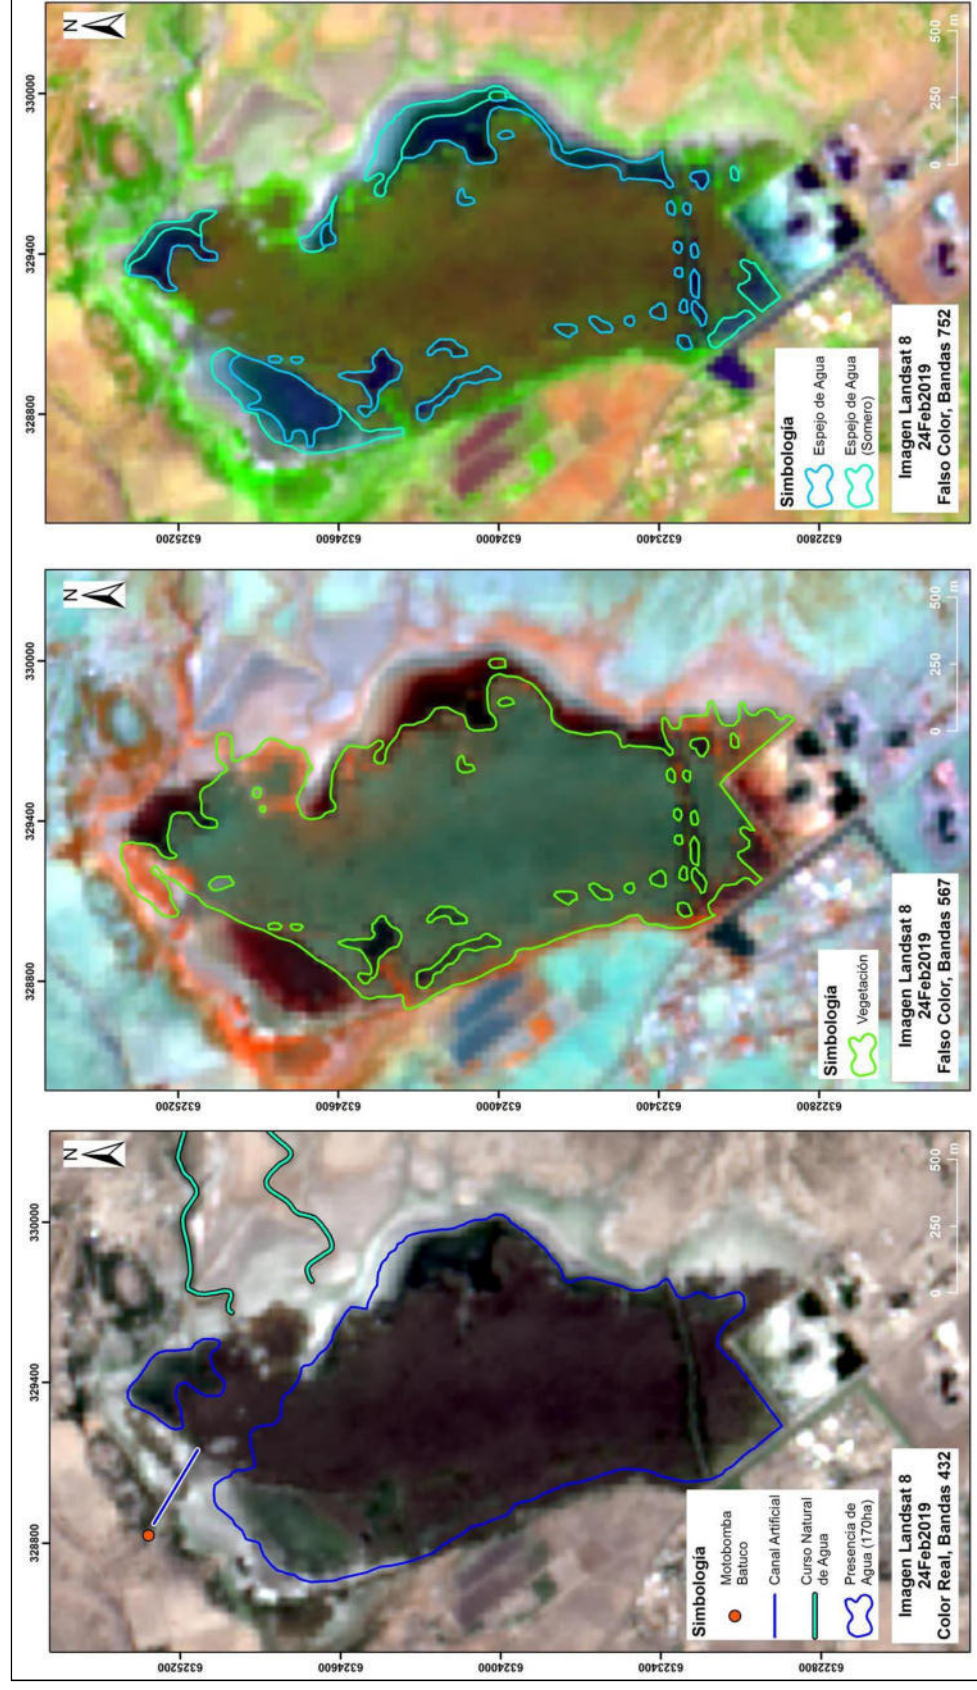 328800
329400
330000
N
6325200
6324600
6324000
6323400
6322800
Simbología
Motobomba
Batuco
Canal Artificial
Curso Natural
de Agua
Presencia de
Agua (170ha)
Imagen Landsat 8
24Feb2019
Color Real, Bandas 432
0
250
500
m
328800
329400
330000
N
6325200
6324600
6324000
6323400
6322800
Simbología
Vegetación
Imagen Landsat 8
24Feb2019
Falso Color, Bandas 567
0
250
500
m
328800
329400
330000
N
6325200
6324600
6324000
6323400
6322800
Simbología
Espejo de Agua
Espejo de Agua
(Somero)
Imagen Landsat 8
24Feb2019
Falso Color, Bandas 752
0
250
500
m